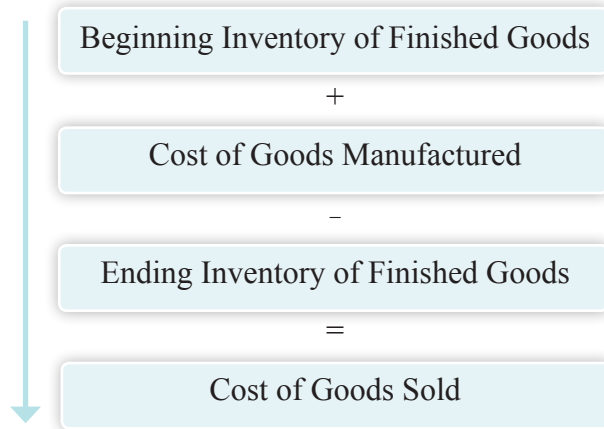 Beginning Inventory of Finished Goods
+
Cost of Goods Manufactured
-
Ending Inventory of Finished Goods
=
Cost of Goods Sold